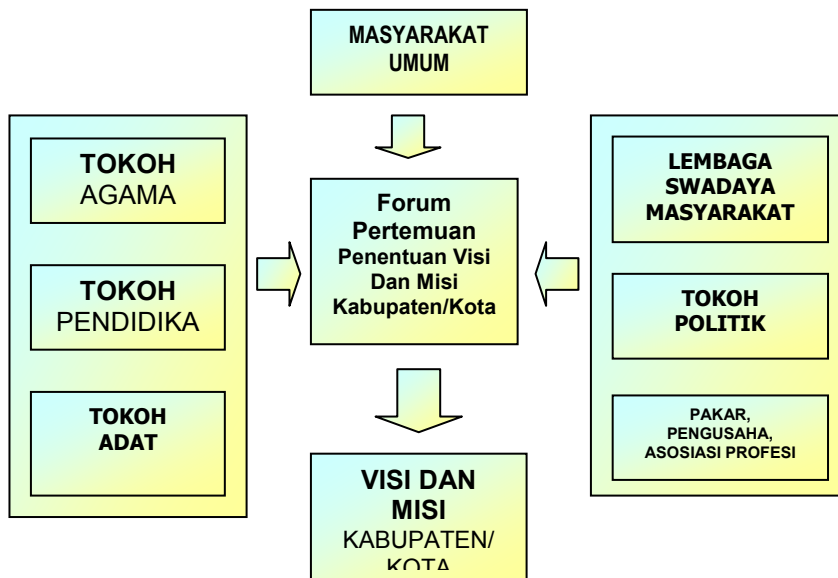 MASYARAKAT
UMUM
TOKOH
AGAMA
TOKOH
PENDIDIKA
TOKOH
ADAT
Forum
Pertemuan
Penentuan Visi
Dan Misi
Kabupaten/Kota
LEMBAGA
SWADAYA
MASYARAKAT
TOKOH
POLITIK
PAKAR,
PENGUSAHA,
ASOSIASI PROFESI
VISI DAN
MISI
KABUPATEN/
KOTA